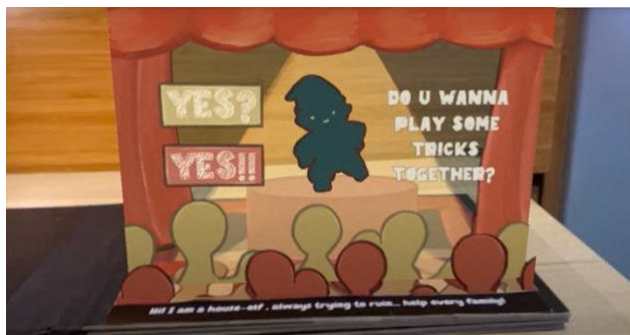 YES?
YES!!
DO U WANNA
PLAY SOME
TRICKS
TOGETHER?
Hi! I am a house-elf , always trying to ruin... help every family!